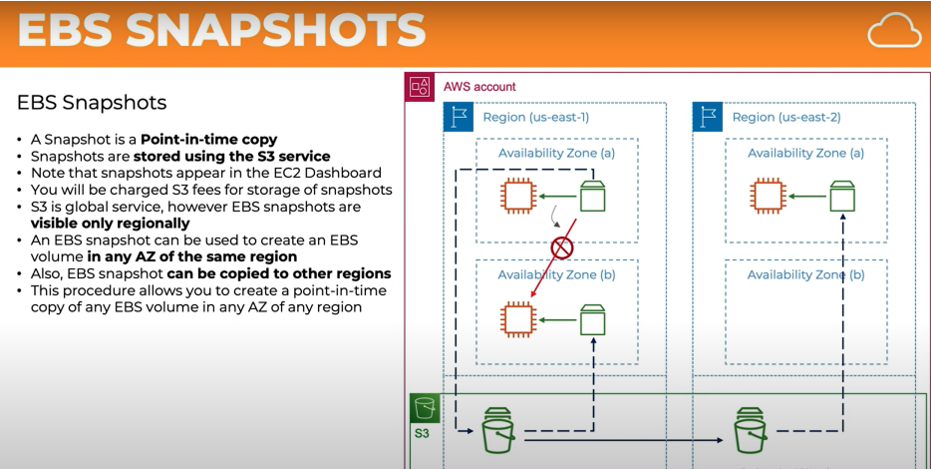 EBS SNAPSHOTS
EBS Snapshots
• A Snapshot is a Point-in-time copy
• Snapshots are stored using the S3 service
• Note that snapshots appear in the EC2 Dashboard
• You will be charged S3 fees for storage of snapshots
• S3 is global service, however EBS snapshots are
visible only regionally
• An EBS snapshot can be used to create an EBS
volume in any AZ of the same region
• Also, EBS snapshot can be copied to other regions
• This procedure allows you to create a point-in-time
copy of any EBS volume in any AZ of any region
AWS account
Region (us-east-1)
Availability Zone (a)
Availability Zone (b)
Region (us-east-2)
Availability Zone (a)
Availability Zone (b)
S3